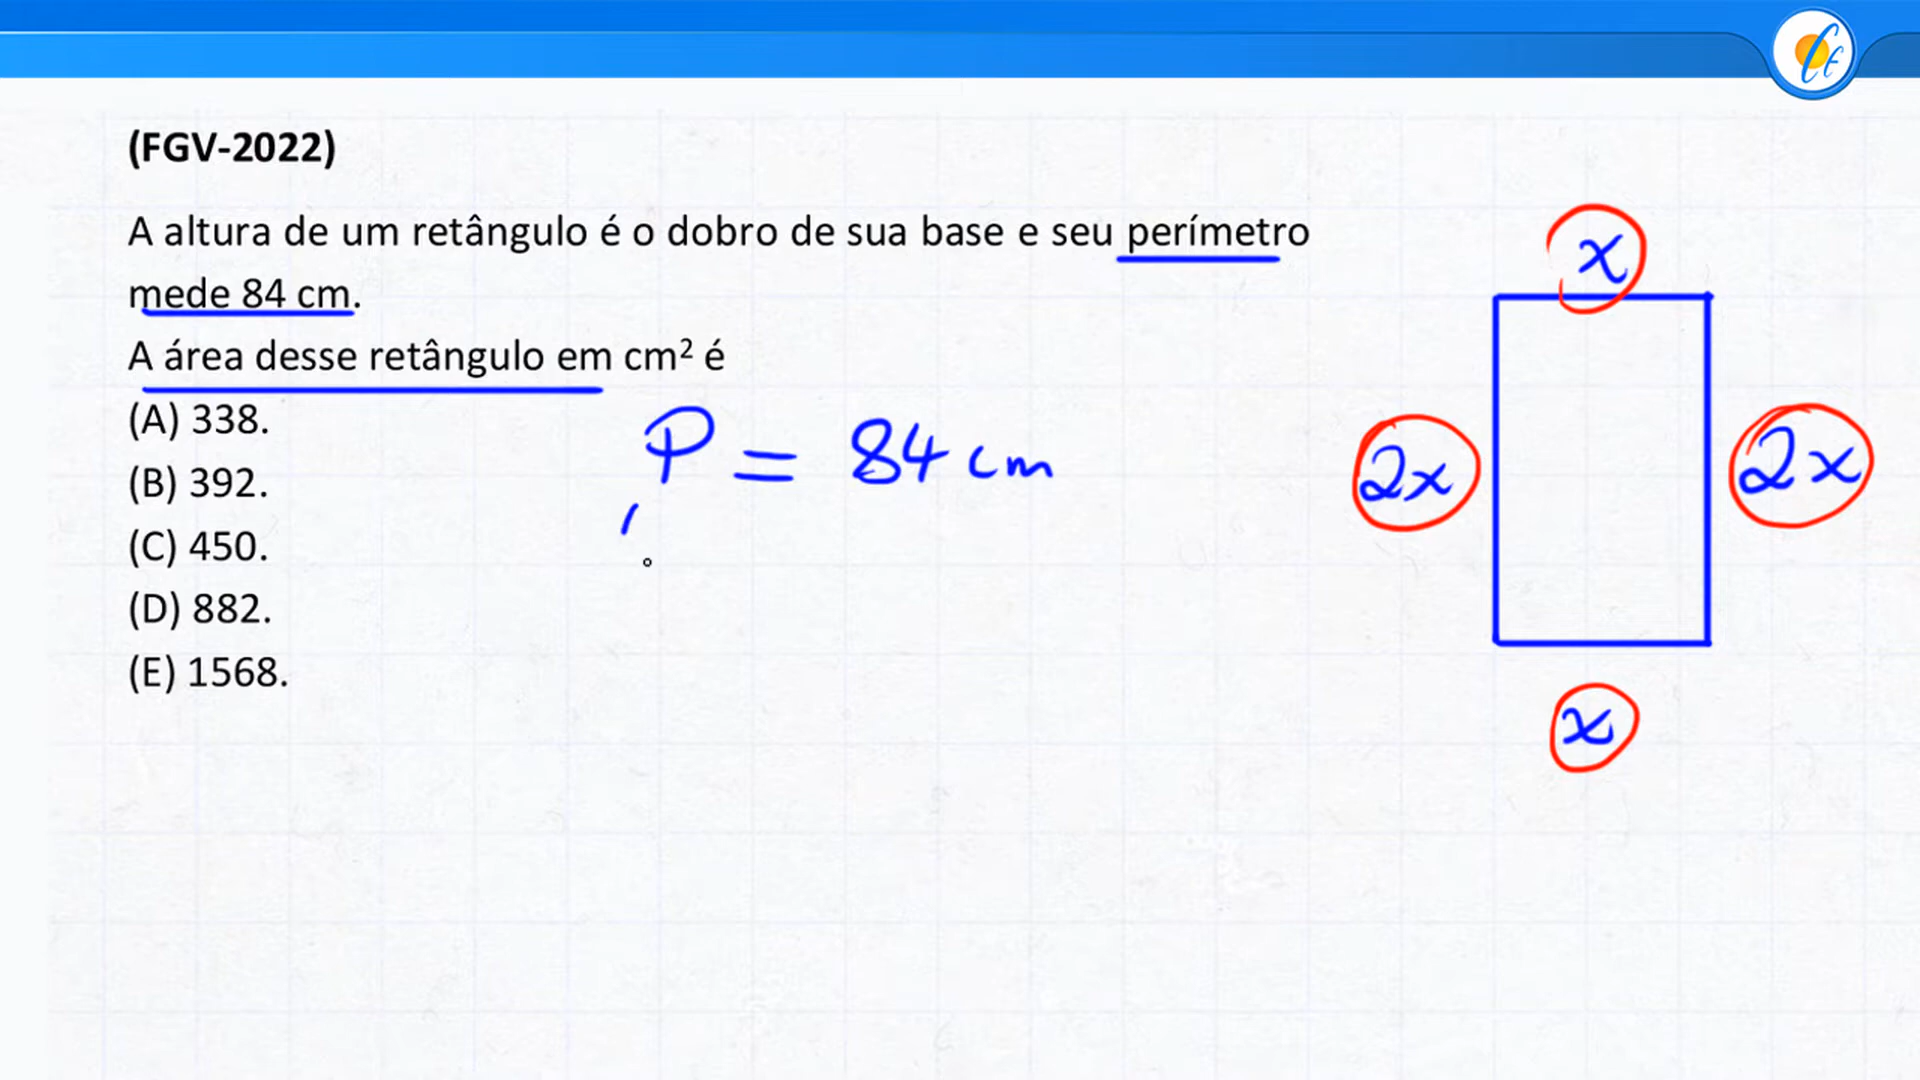 (FGV-2022)
A altura de um retângulo é o dobro de sua base e seu perímetro
mede 84 cm.
A área desse retângulo em cm² é
(A) 338.
(B) 392.
(C) 450.
(D) 882.
(E) 1568.
P = 84 cm
x
2x
2x
x